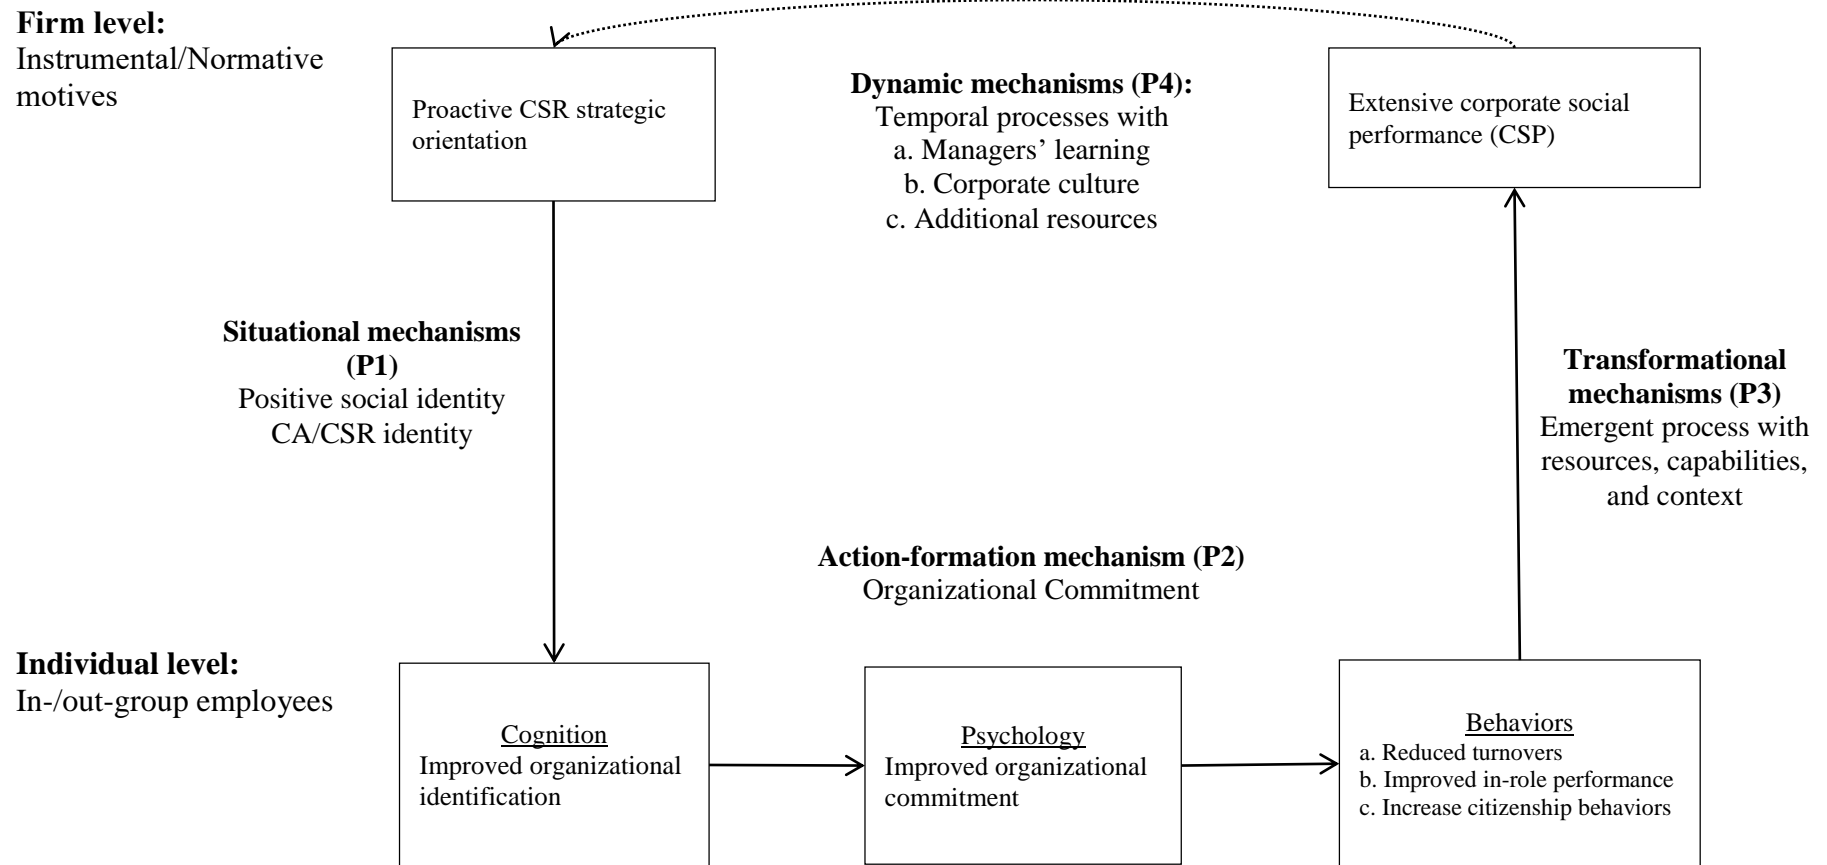 Firm level:
Instrumental/Normative
motives
Proactive CSR strategic
orientation
Dynamic mechanisms (P4):
Temporal processes with
a. Managers’ learning
b. Corporate culture
c. Additional resources
Extensive corporate social
performance (CSP)
Situational mechanisms
(P1)
Positive social identity
CA/CSR identity
Transformational
mechanisms (P3)
Emergent process with
resources, capabilities,
and context
Action-formation mechanism (P2)
Organizational Commitment
Individual level:
In-/out-group employees
Cognition
Improved organizational
identification
Psychology
Improved organizational
commitment
Behaviors
a. Reduced turnovers
b. Improved in-role performance
c. Increase citizenship behaviors